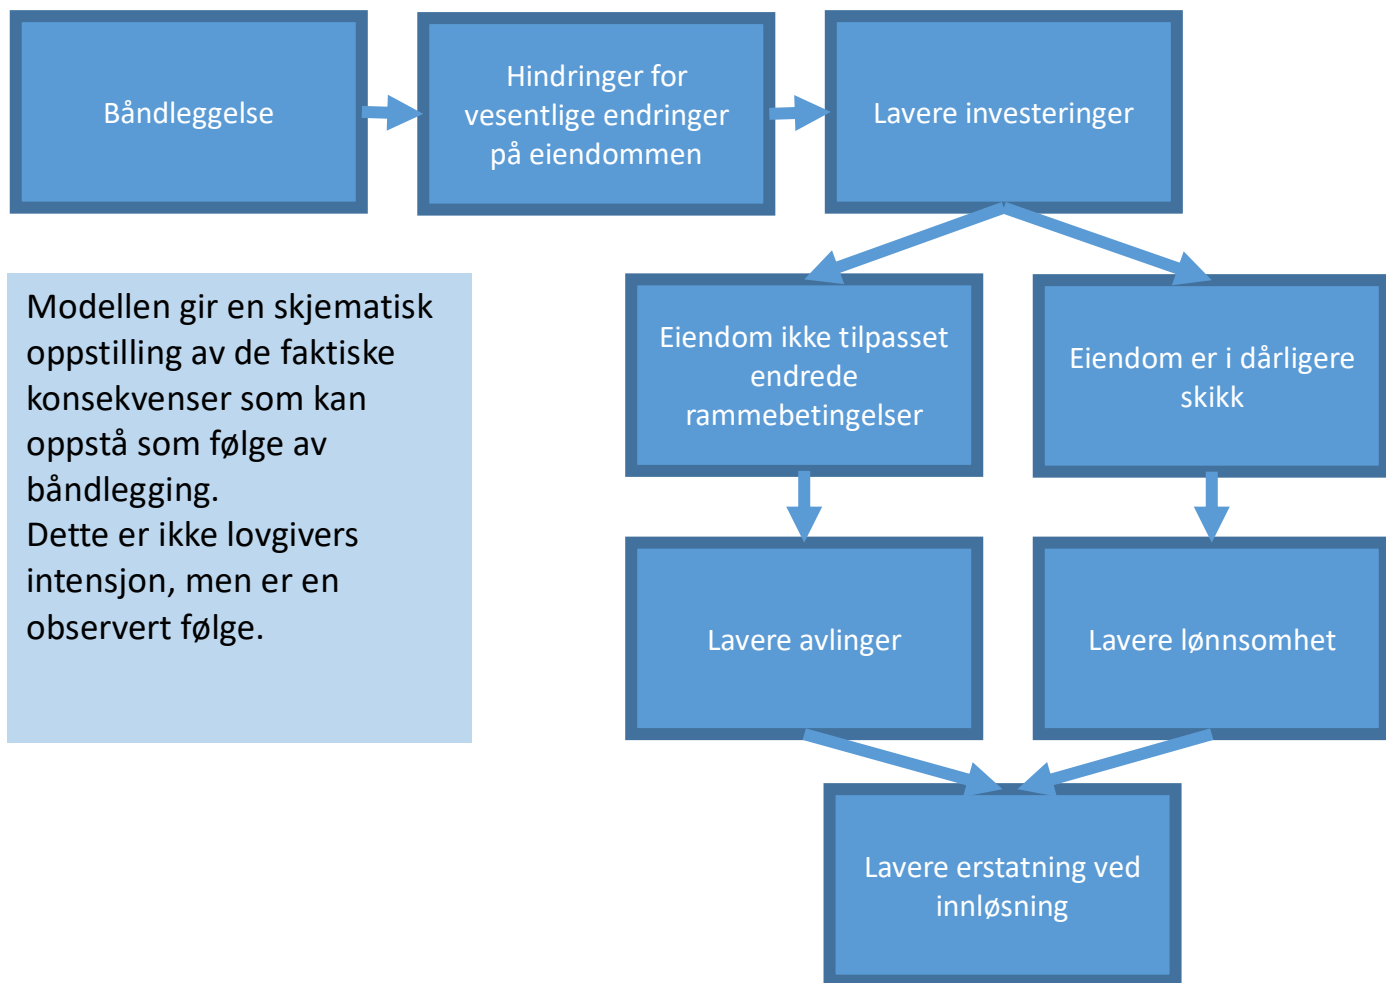 Båndleggelse
Hindringer for
vesentlige endringer
på eiendommen
Lavere investeringer
Modellen gir en skjematisk
oppstilling av de faktiske
konsekvenser som kan
oppstå som følge av
båndlegging.
Dette er ikke lovgivers
intensjon, men er en
observert følge.
Eiendom ikke tilpasset
endrede
rammebetingelser
Eiendom er i dårligere
skikk
Lavere avlinger
Lavere lønnsomhet
Lavere erstatning ved
innløsning